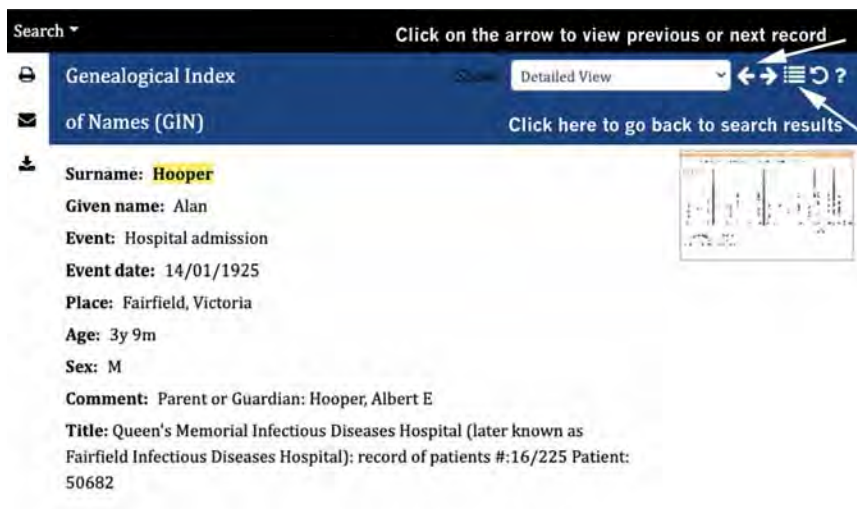 Search
Click on the arrow to view previous or next record
Genealogical Index
Detailed View
?
of Names (GIN)
Click here to go back to search results
Surname: Hooper
Given name: Alan
Event: Hospital admission
Event date: 14/01/1925
Place: Fairfield, Victoria
Age: 3y 9m
Sex: M
Comment: Parent or Guardian: Hooper, Albert E
Title: Queen's Memorial Infectious Diseases Hospital (later known as
Fairfield Infectious Diseases Hospital): record of patients #:16/225 Patient:
50682